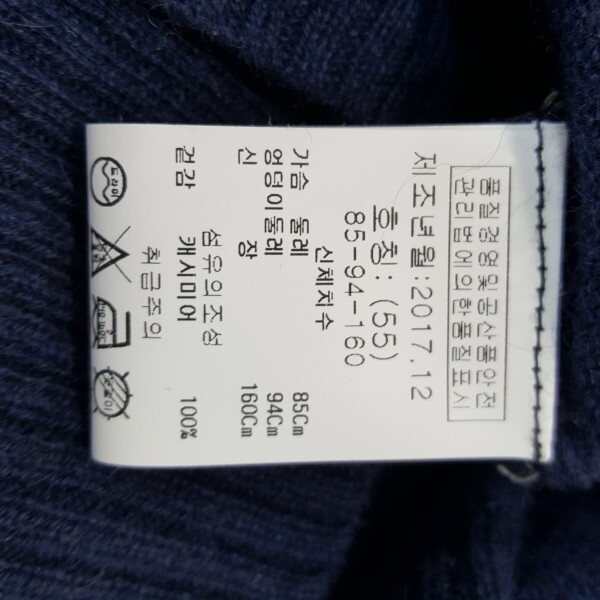 품질경영및공산품안전
관리법에의한품질표시
제조년월:2017.12
호칭: (55)
85-94-160
신체치수
가슴 둘레 85Cm
엉덩이둘레 94Cm
신 장 160Cm
섬유의조성
겉감 캐시미어 100%
취급주의
드라이